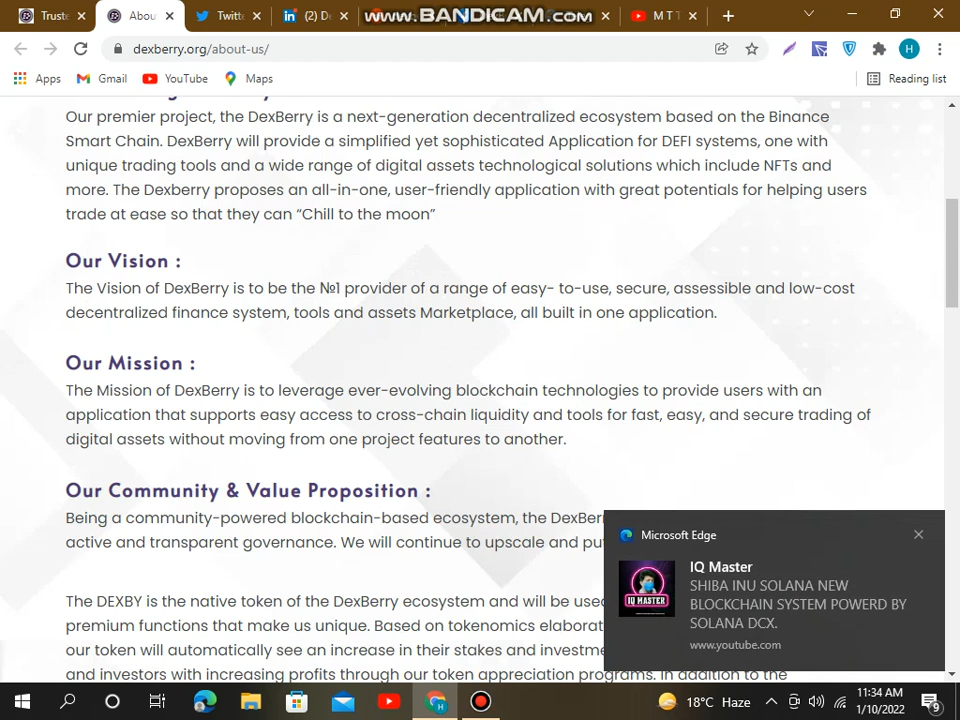 Trust
Abou
Twitt
(2) D
www.BANDICAM.com
M T T
dexberry.org/about-us/
H
Apps
Gmail
YouTube
Maps
Reading list
Our premier project, the DexBerry is a next-generation decentralized ecosystem based on the Binance
Smart Chain. DexBerry will provide a simplified yet sophisticated Application for DEFI systems, one with
unique trading tools and a wide range of digital assets technological solutions which include NFTs and
more. The Dexberry proposes an all-in-one, user-friendly application with great potentials for helping users
trade at ease so that they can “Chill to the moon”
Our Vision :
The Vision of DexBerry is to be the №1 provider of a range of easy- to-use, secure, assessible and low-cost
decentralized finance system, tools and assets Marketplace, all built in one application.
Our Mission :
The Mission of DexBerry is to leverage ever-evolving blockchain technologies to provide users with an
application that supports easy access to cross-chain liquidity and tools for fast, easy, and secure trading of
digital assets without moving from one project features to another.
Our Community & Value Proposition :
Being a community-powered blockchain-based ecosystem, the DexBer
active and transparent governance. We will continue to upscale and pu
The DEXBY is the native token of the DexBerry ecosystem and will be used
premium functions that make us unique. Based on tokenomics elaborat
our token will automatically see an increase in their stakes and investme
and investors with increasing profits through our token appreciation programs. In addition to the
Microsoft Edge
IQ Master
SHIBA INU SOLANA NEW
BLOCKCHAIN SYSTEM POWERD BY
SOLANA DCX.
www.youtube.com
IQ MASTER
18°C Haze
11:34 AM
1/10/2022
9